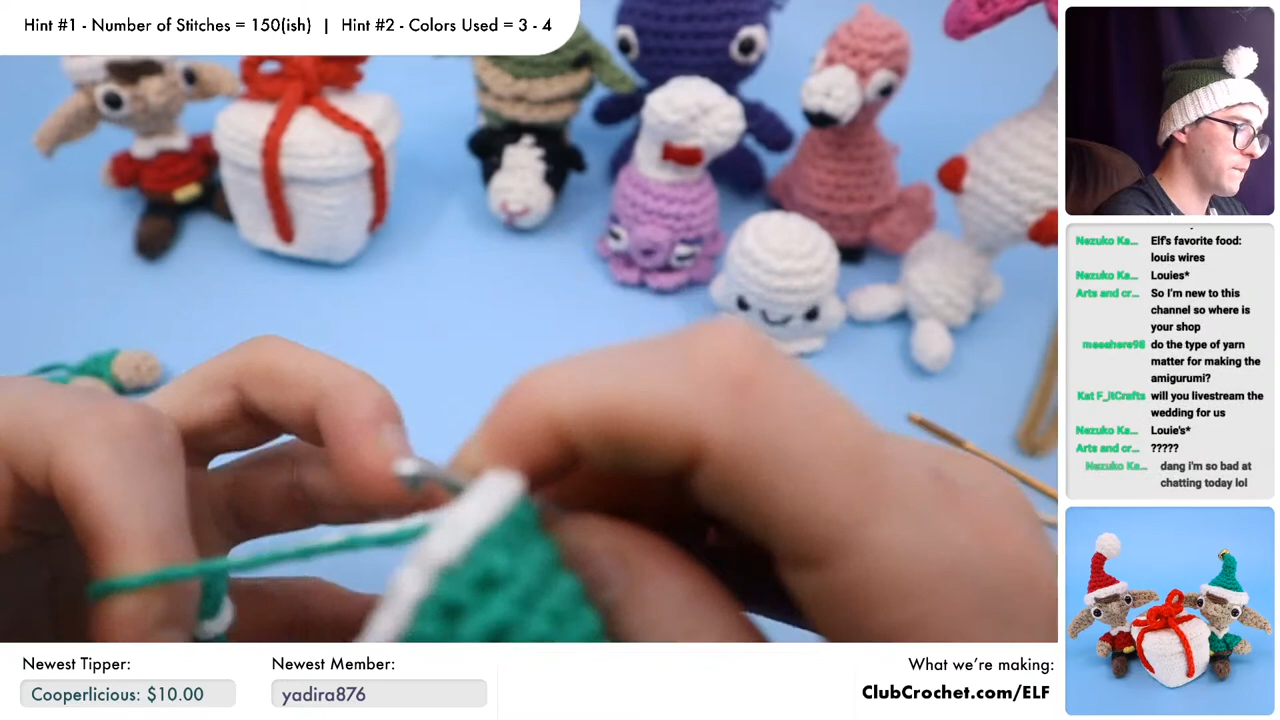 Hint #1 - Number of Stitches = 150(ish)  |  Hint #2 - Colors Used = 3 - 4
Nezuko Ka... Elf's favorite food:
louis wires
Nezuko Ka... Louies*
Arts and cr... So I'm new to this
channel so where is
your shop
do the type of yarn
matter for making the
amigurumi?
Kat F_itCrafts will you livestream the
wedding for us
Nezuko Ka... Louie's*
Arts and cr... ?????
Nezuko Ka... dang i'm so bad at
chatting today lol
Newest Tipper:
Cooperlicious: $10.00
Newest Member:
yadira876
What we're making:
ClubCrochet.com/ELF